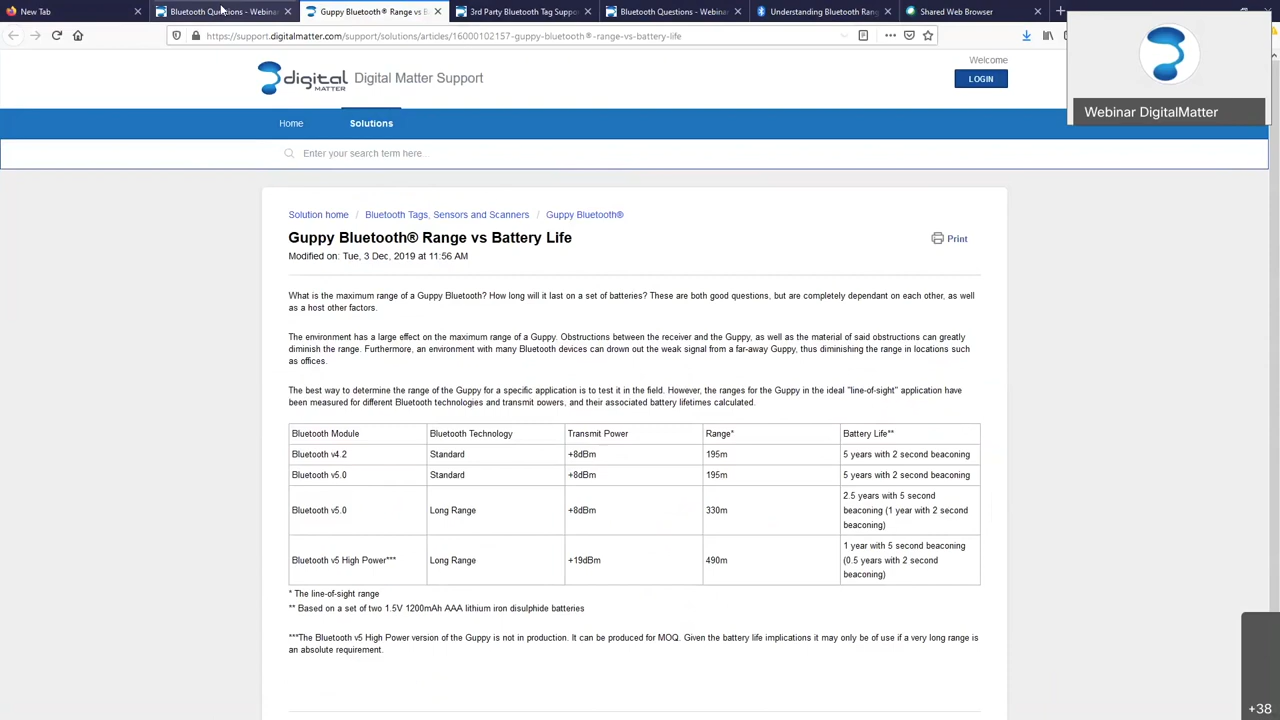 New Tab
Bluetooth Questions - Webinar
Guppy Bluetooth® Range vs B
3rd Party Bluetooth Tag Suppo
Bluetooth Questions - Webinar
Understanding Bluetooth Rang
Shared Web Browser
https://support.digitalmatter.com/support/solutions/articles/16000102157-guppy-bluetooth®-range-vs-battery-life
digital MATTER
Digital Matter Support
Welcome
LOGIN
Webinar DigitalMatter
Home
Solutions
Enter your search term here...
Solution home / Bluetooth Tags, Sensors and Scanners / Guppy Bluetooth®
Guppy Bluetooth® Range vs Battery Life
Print
Modified on: Tue, 3 Dec, 2019 at 11:56 AM
What is the maximum range of a Guppy Bluetooth? How long will it last on a set of batteries? These are both good questions, but are completely dependant on each other, as well
as a host other factors.
The environment has a large effect on the maximum range of a Guppy. Obstructions between the receiver and the Guppy, as well as the material of said obstructions can greatly
diminish the range. Furthermore, an environment with many Bluetooth devices can drown out the weak signal from a far-away Guppy, thus diminishing the range in locations such
as offices.
The best way to determine the range of the Guppy for a specific application is to test it in the field. However, the ranges for the Guppy in the ideal "line-of-sight" application have
been measured for different Bluetooth technologies and transmit powers, and their associated battery lifetimes calculated.
Bluetooth Module Bluetooth Technology Transmit Power Range* Battery Life**
Bluetooth v4.2 Standard +8dBm 195m 5 years with 2 second beaconing
Bluetooth v5.0 Standard +8dBm 195m 5 years with 2 second beaconing
Bluetooth v5.0 Long Range +8dBm 330m 2.5 years with 5 second
beaconing (1 year with 2 second
beaconing)
Bluetooth v5 High Power*** Long Range +19dBm 490m 1 year with 5 second beaconing
(0.5 years with 2 second
beaconing)
* The line-of-sight range
** Based on a set of two 1.5V 1200mAh AAA lithium iron disulphide batteries
***The Bluetooth v5 High Power version of the Guppy is not in production. It can be produced for MOQ. Given the battery life implications it may only be of use if a very long range is
an absolute requirement.
+38